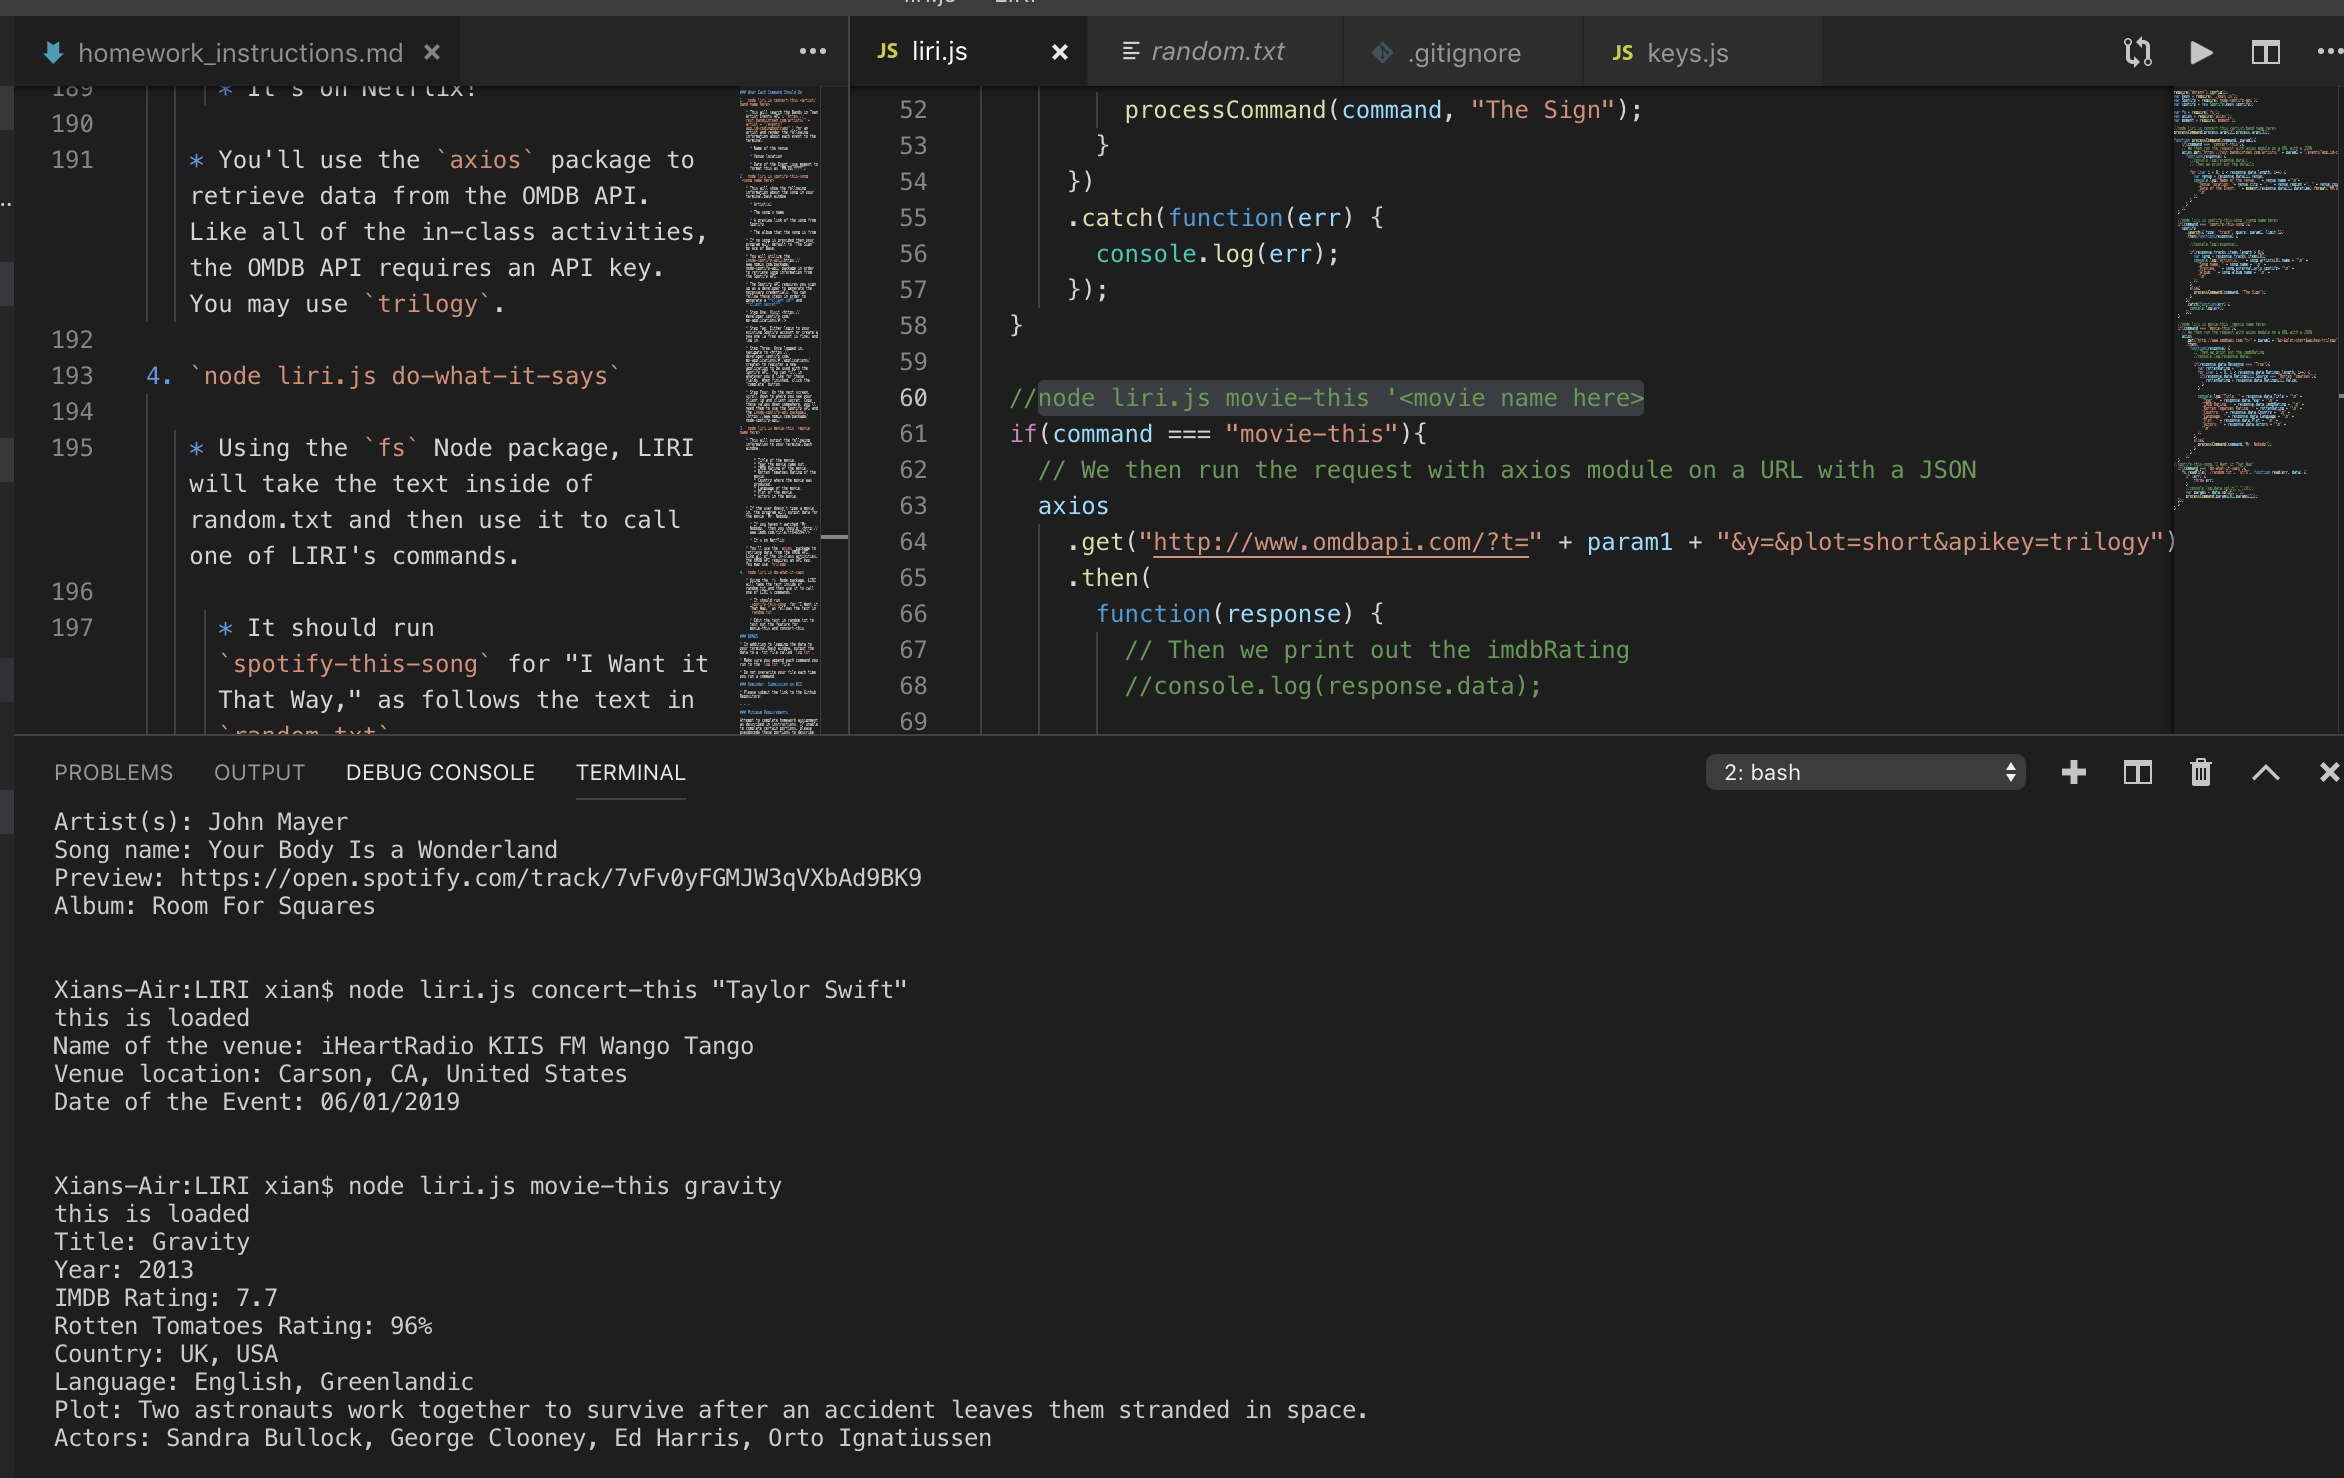 homework_instructions.md
189 * It's on Netflix!
190
191 * You'll use the `axios` package to
retrieve data from the OMDB API.
Like all of the in-class activities,
the OMDB API requires an API key.
You may use `trilogy`.
192
193 4. `node liri.js do-what-it-says`
194
195 * Using the `fs` Node package, LIRI
will take the text inside of
random.txt and then use it to call
one of LIRI's commands.
196
197 * It should run
`spotify-this-song` for "I Want it
That Way," as follows the text in
`random.txt`
JS liri.js random.txt .gitignore JS keys.js
52 processCommand(command, "The Sign");
53 }
54 })
55 .catch(function(err) {
56 console.log(err);
57 });
58 }
59
60 //node liri.js movie-this '<movie name here>
61 if(command === "movie-this"){
62 // We then run the request with axios module on a URL with a JSON
63 axios
64 .get("http://www.omdbapi.com/?t=" + param1 + "&y=&plot=short&apikey=trilogy")
65 .then(
66 function(response) {
67 // Then we print out the imdbRating
68 //console.log(response.data);
69
PROBLEMS OUTPUT DEBUG CONSOLE TERMINAL 2: bash
Artist(s): John Mayer
Song name: Your Body Is a Wonderland
Preview: https://open.spotify.com/track/7vFv0yFGMJW3qVXbAd9BK9
Album: Room For Squares
Xians-Air:LIRI xian$ node liri.js concert-this "Taylor Swift"
this is loaded
Name of the venue: iHeartRadio KIIS FM Wango Tango
Venue location: Carson, CA, United States
Date of the Event: 06/01/2019
Xians-Air:LIRI xian$ node liri.js movie-this gravity
this is loaded
Title: Gravity
Year: 2013
IMDB Rating: 7.7
Rotten Tomatoes Rating: 96%
Country: UK, USA
Language: English, Greenlandic
Plot: Two astronauts work together to survive after an accident leaves them stranded in space.
Actors: Sandra Bullock, George Clooney, Ed Harris, Orto Ignatiussen